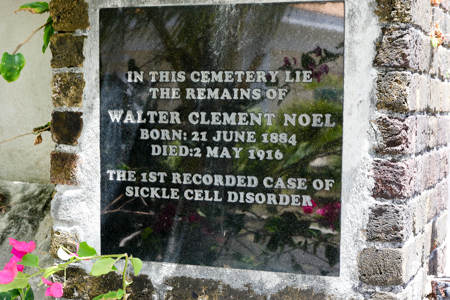 IN THIS CEMETERY LIE
THE REMAINS OF
WALTER CLEMENT NOEL
BORN: 21 JUNE 1884
DIED:2 MAY 1916
THE 1ST RECORDED CASE OF
SICKLE CELL DISORDER